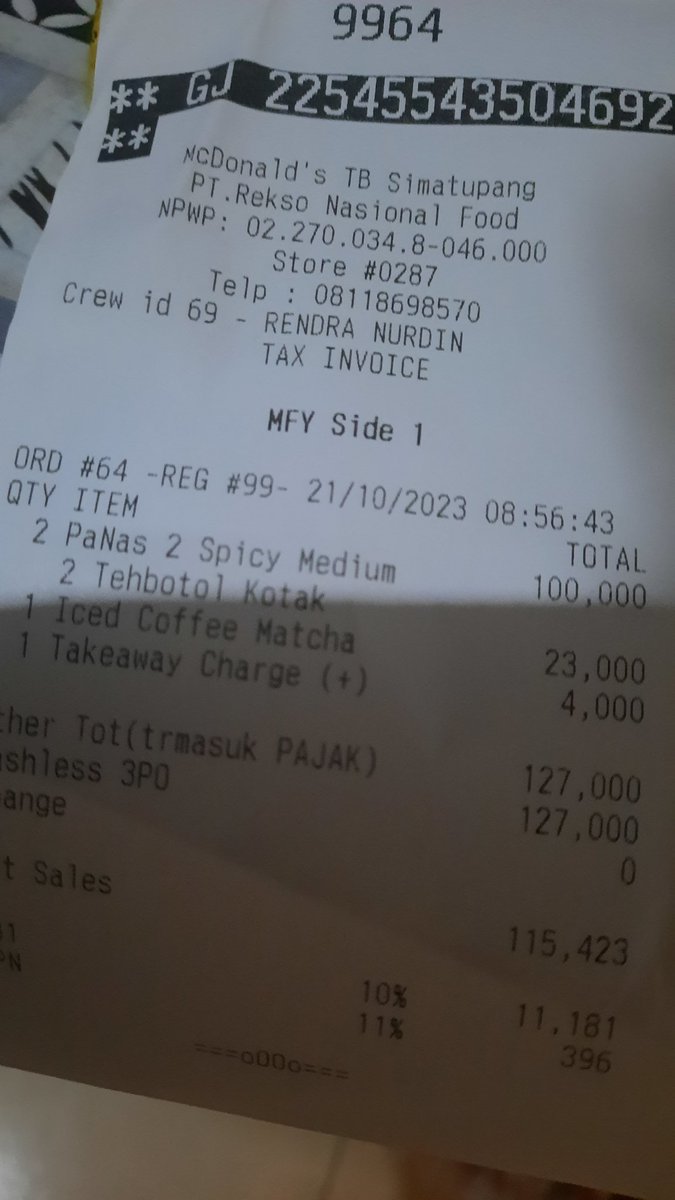 9964
** GJ 22545543504692
**
McDonald's TB Simatupang
PT.Rekso Nasional Food
NPWP: 02.270.034.8-046.000
Store #0287
Telp : 08118698570
Crew id 69 - RENDRA NURDIN
TAX INVOICE
MFY Side 1
ORD #64 -REG #99- 21/10/2023 08:56:43
QTY ITEM TOTAL
2 PaNas 2 Spicy Medium 100,000
2 Tehbotol Kotak
1 Iced Coffee Matcha 23,000
1 Takeaway Charge (+) 4,000
Tot(trmasuk PAJAK) 127,000
3PO 127,000
0
Sales 115,423
10% 11,181
11% 396
===oOOo===